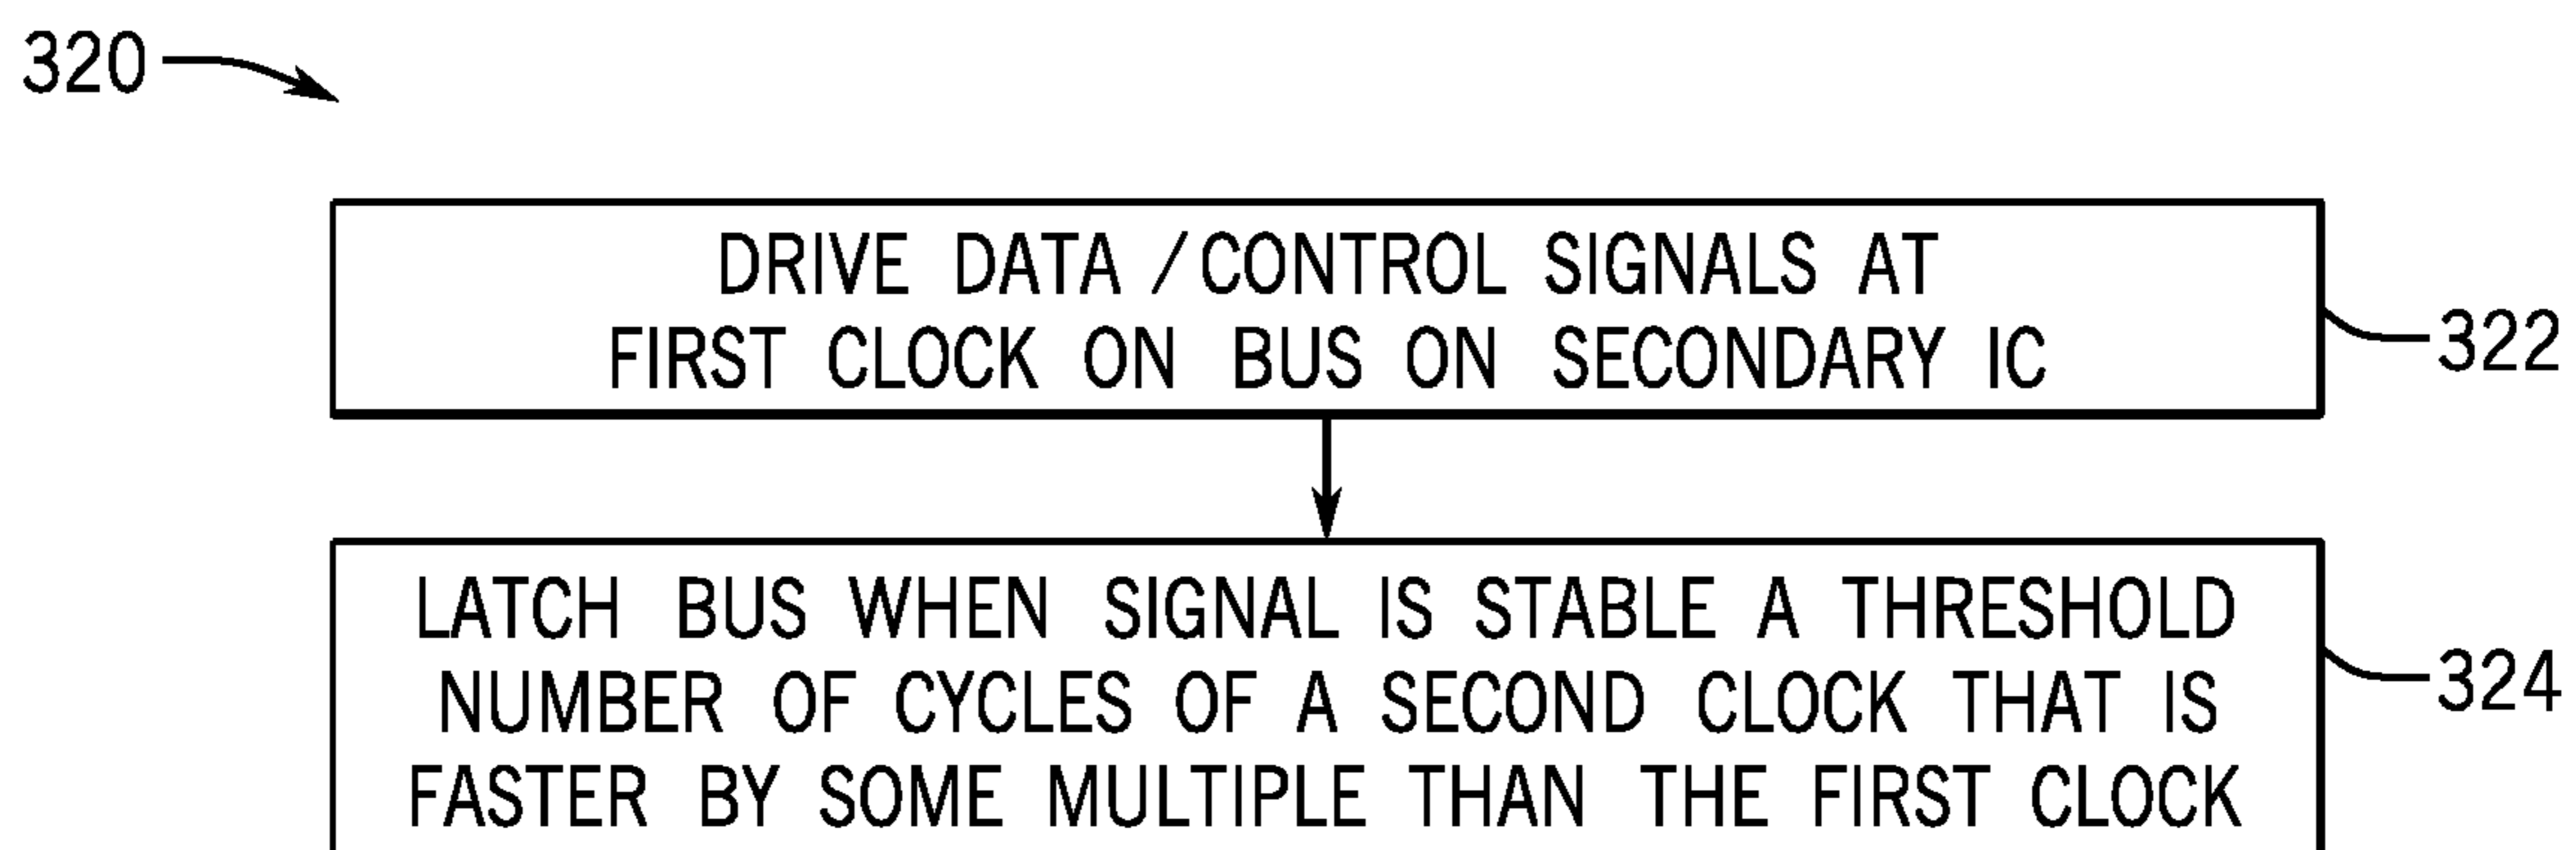 320
DRIVE DATA /CONTROL SIGNALS AT
FIRST CLOCK ON BUS ON SECONDARY IC
322
LATCH BUS WHEN SIGNAL IS STABLE A THRESHOLD
NUMBER OF CYCLES OF A SECOND CLOCK THAT IS
FASTER BY SOME MULTIPLE THAN THE FIRST CLOCK
324